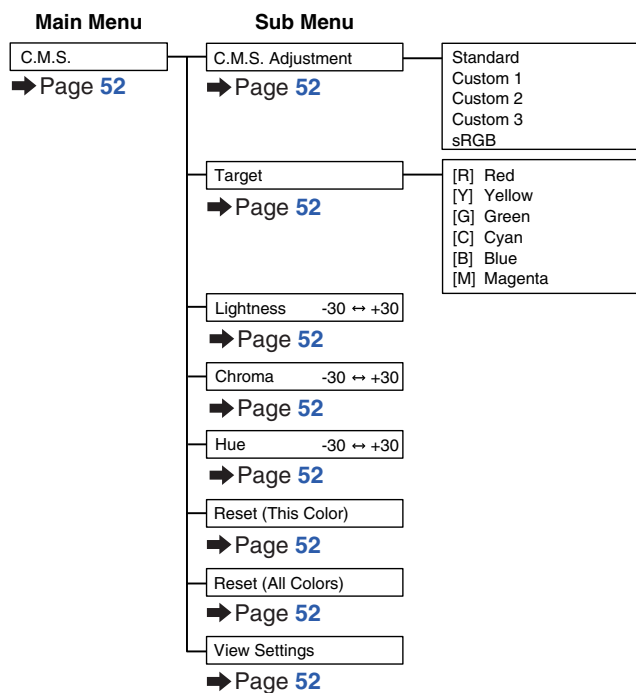 Main Menu
Sub Menu
C.M.S.
➡ Page 52
C.M.S. Adjustment
➡ Page 52
Standard
Custom 1
Custom 2
Custom 3
sRGB
Target
➡ Page 52
[R] Red
[Y] Yellow
[G] Green
[C] Cyan
[B] Blue
[M] Magenta
Lightness -30 ↔ +30
➡ Page 52
Chroma -30 ↔ +30
➡ Page 52
Hue -30 ↔ +30
➡ Page 52
Reset (This Color)
➡ Page 52
Reset (All Colors)
➡ Page 52
View Settings
➡ Page 52